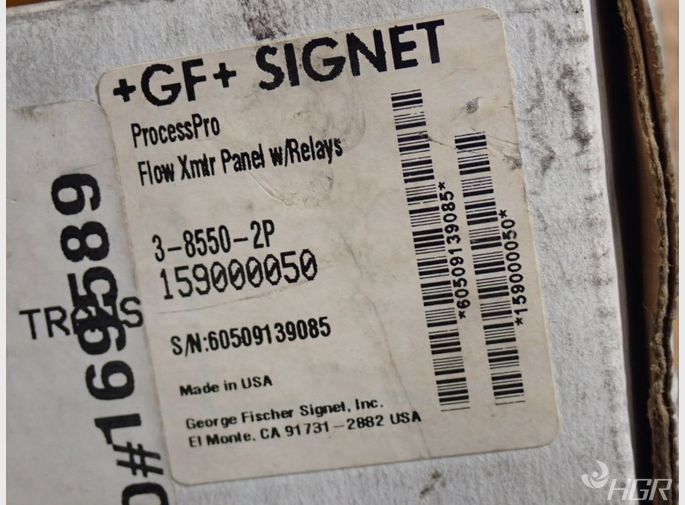 +GF+ SIGNET
ProcessPro
Flow Xmtr Panel w/Relays
3-8550-2P
159000050
S/N:60509139085
Made in USA
George Fischer Signet, Inc.
El Monte, CA 91731-2882 USA
*60509139085*
*159000050*
#169589
HGR